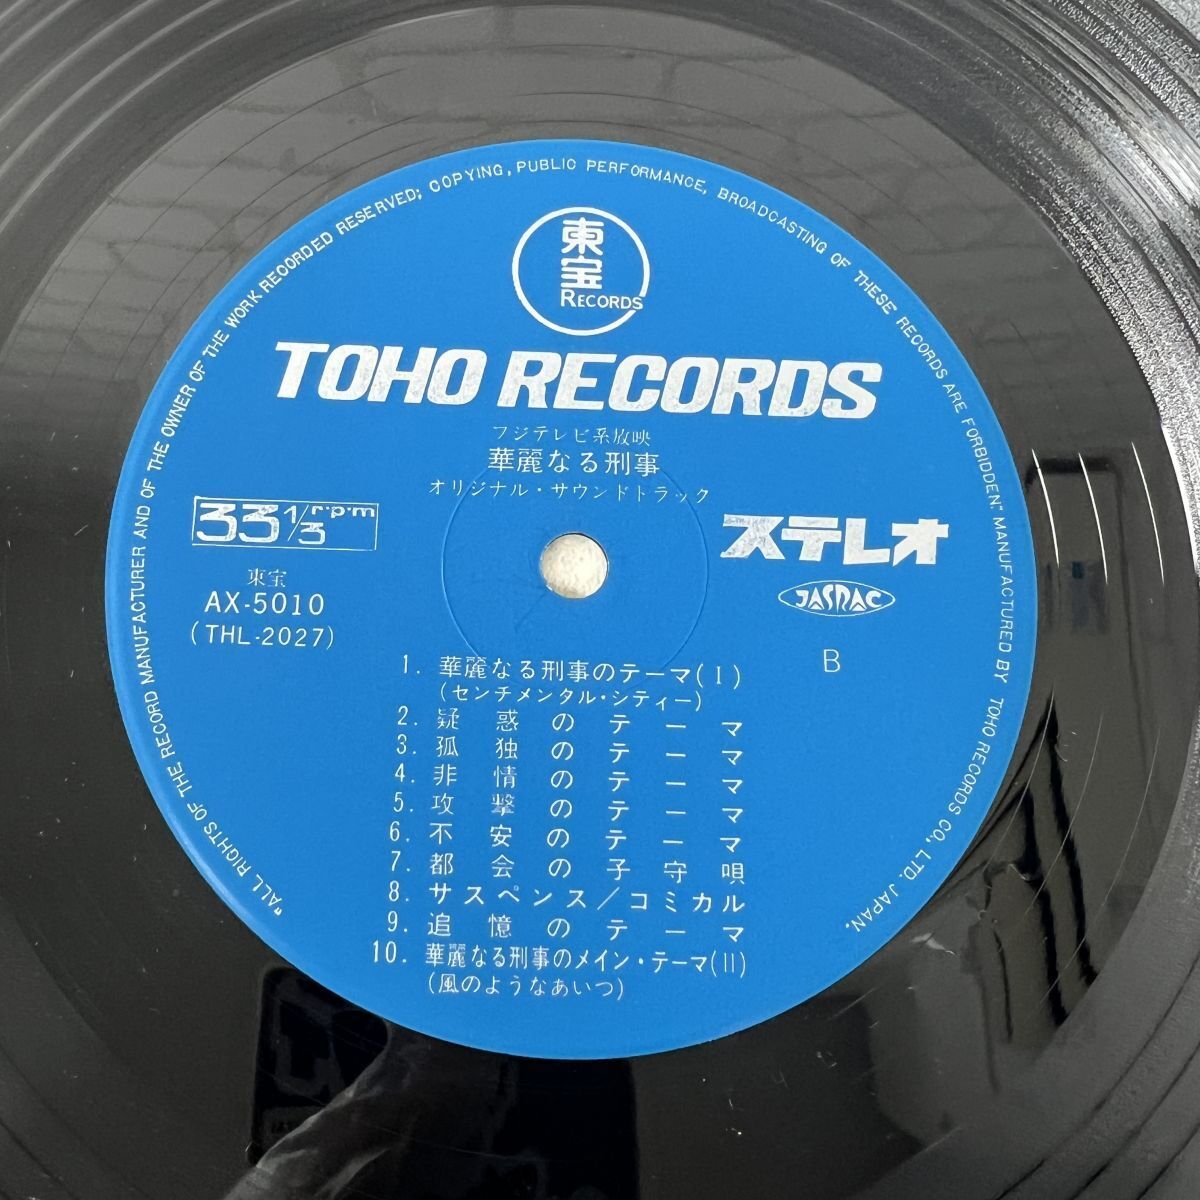 "ALL RIGHTS OF THE RECORD MANUFACTURER AND OF THE OWNER OF THE WORK RECORDED RESERVED; COPYING, PUBLIC PERFORMANCE, BROADCASTING OF THESE RECORDS ARE FORBIDDEN." MANUFACTURED BY TOHO RECORDS CO., LTD. JAPAN.
東宝
RECORDS
TOHO RECORDS
フジテレビ系放映
華麗なる刑事
オリジナル・サウンドトラック
33 1/3 r.p.m
ステレオ
東宝
AX-5010
(THL-2027)
JASRAC
B
1. 華麗なる刑事のテーマ(I)
(センチメンタル・シティー)
2. 疑惑のテーマ
3. 孤独のテーマ
4. 非情のテーマ
5. 攻撃のテーマ
6. 不安のテーマ
7. 都会の子守唄
8. サスペンス/コミカル
9. 追憶のテーマ
10. 華麗なる刑事のメイン・テーマ(II)
(風のようなあいつ)